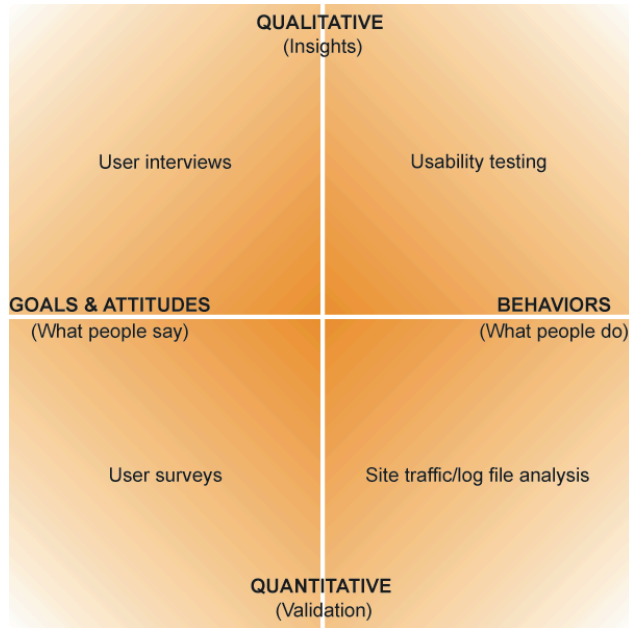 QUALITATIVE
(Insights)
User interviews
Usability testing
GOALS & ATTITUDES
BEHAVIORS
(What people say)
(What people do)
User surveys
Site traffic/log file analysis
QUANTITATIVE
(Validation)